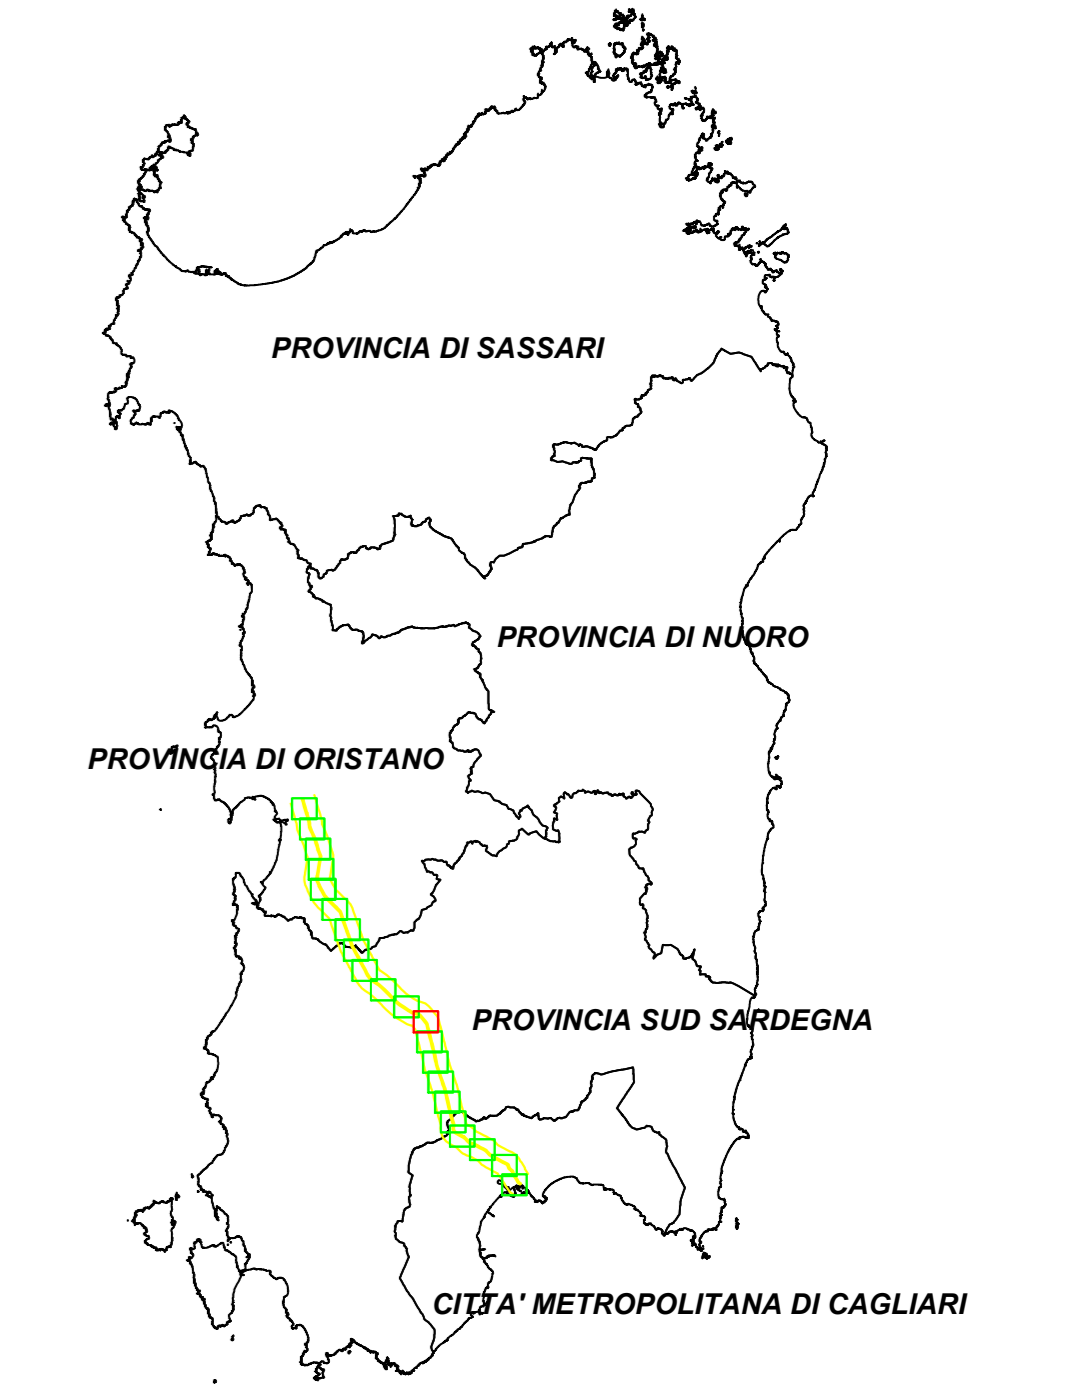 PROVINCIA DI SASSARI
PROVINCIA DI NUORO
PROVINCIA DI ORISTANO
PROVINCIA SUD SARDEGNA
CITTA' METROPOLITANA DI CAGLIARI